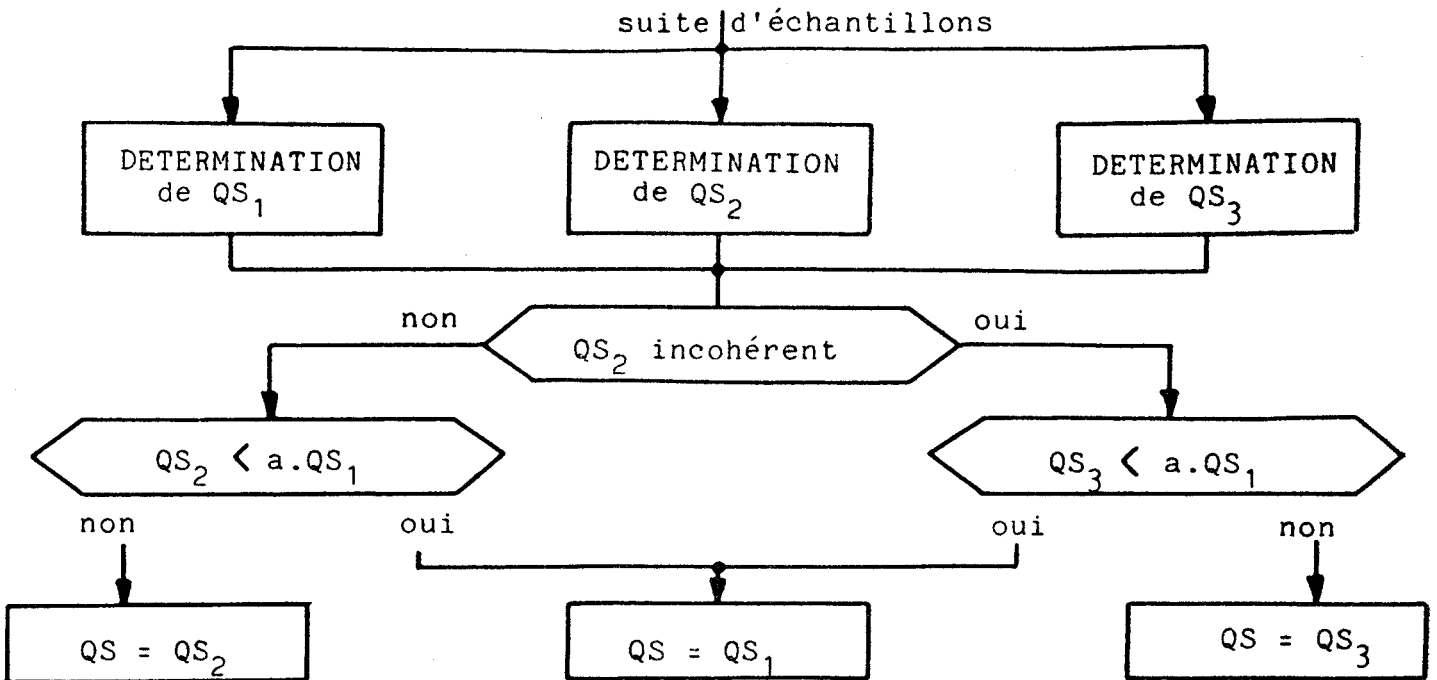 suite d'échantillons
DETERMINATION
de QS₁
DETERMINATION
de QS₂
DETERMINATION
de QS₃
non
QS₂ incohérent
oui
QS₂ < a.QS₁
QS₃ < a.QS₁
non
oui
oui
non
QS = QS₂
QS = QS₁
QS = QS₃